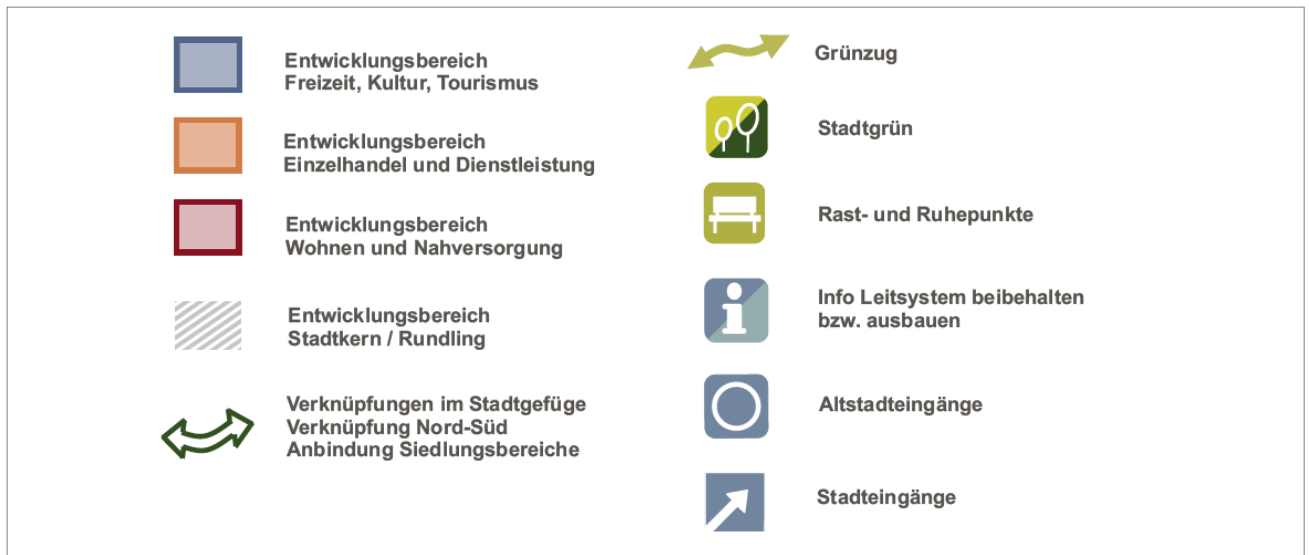 Entwicklungsbereich
Freizeit, Kultur, Tourismus
Entwicklungsbereich
Einzelhandel und Dienstleistung
Entwicklungsbereich
Wohnen und Nahversorgung
Entwicklungsbereich
Stadtkern / Rundling
Verknüpfungen im Stadtgefüge
Verknüpfung Nord-Süd
Anbindung Siedlungsbereiche
Grünzug
Stadtgrün
Rast- und Ruhepunkte
Info Leitsystem beibehalten
bzw. ausbauen
Altstadteingänge
Stadteingänge